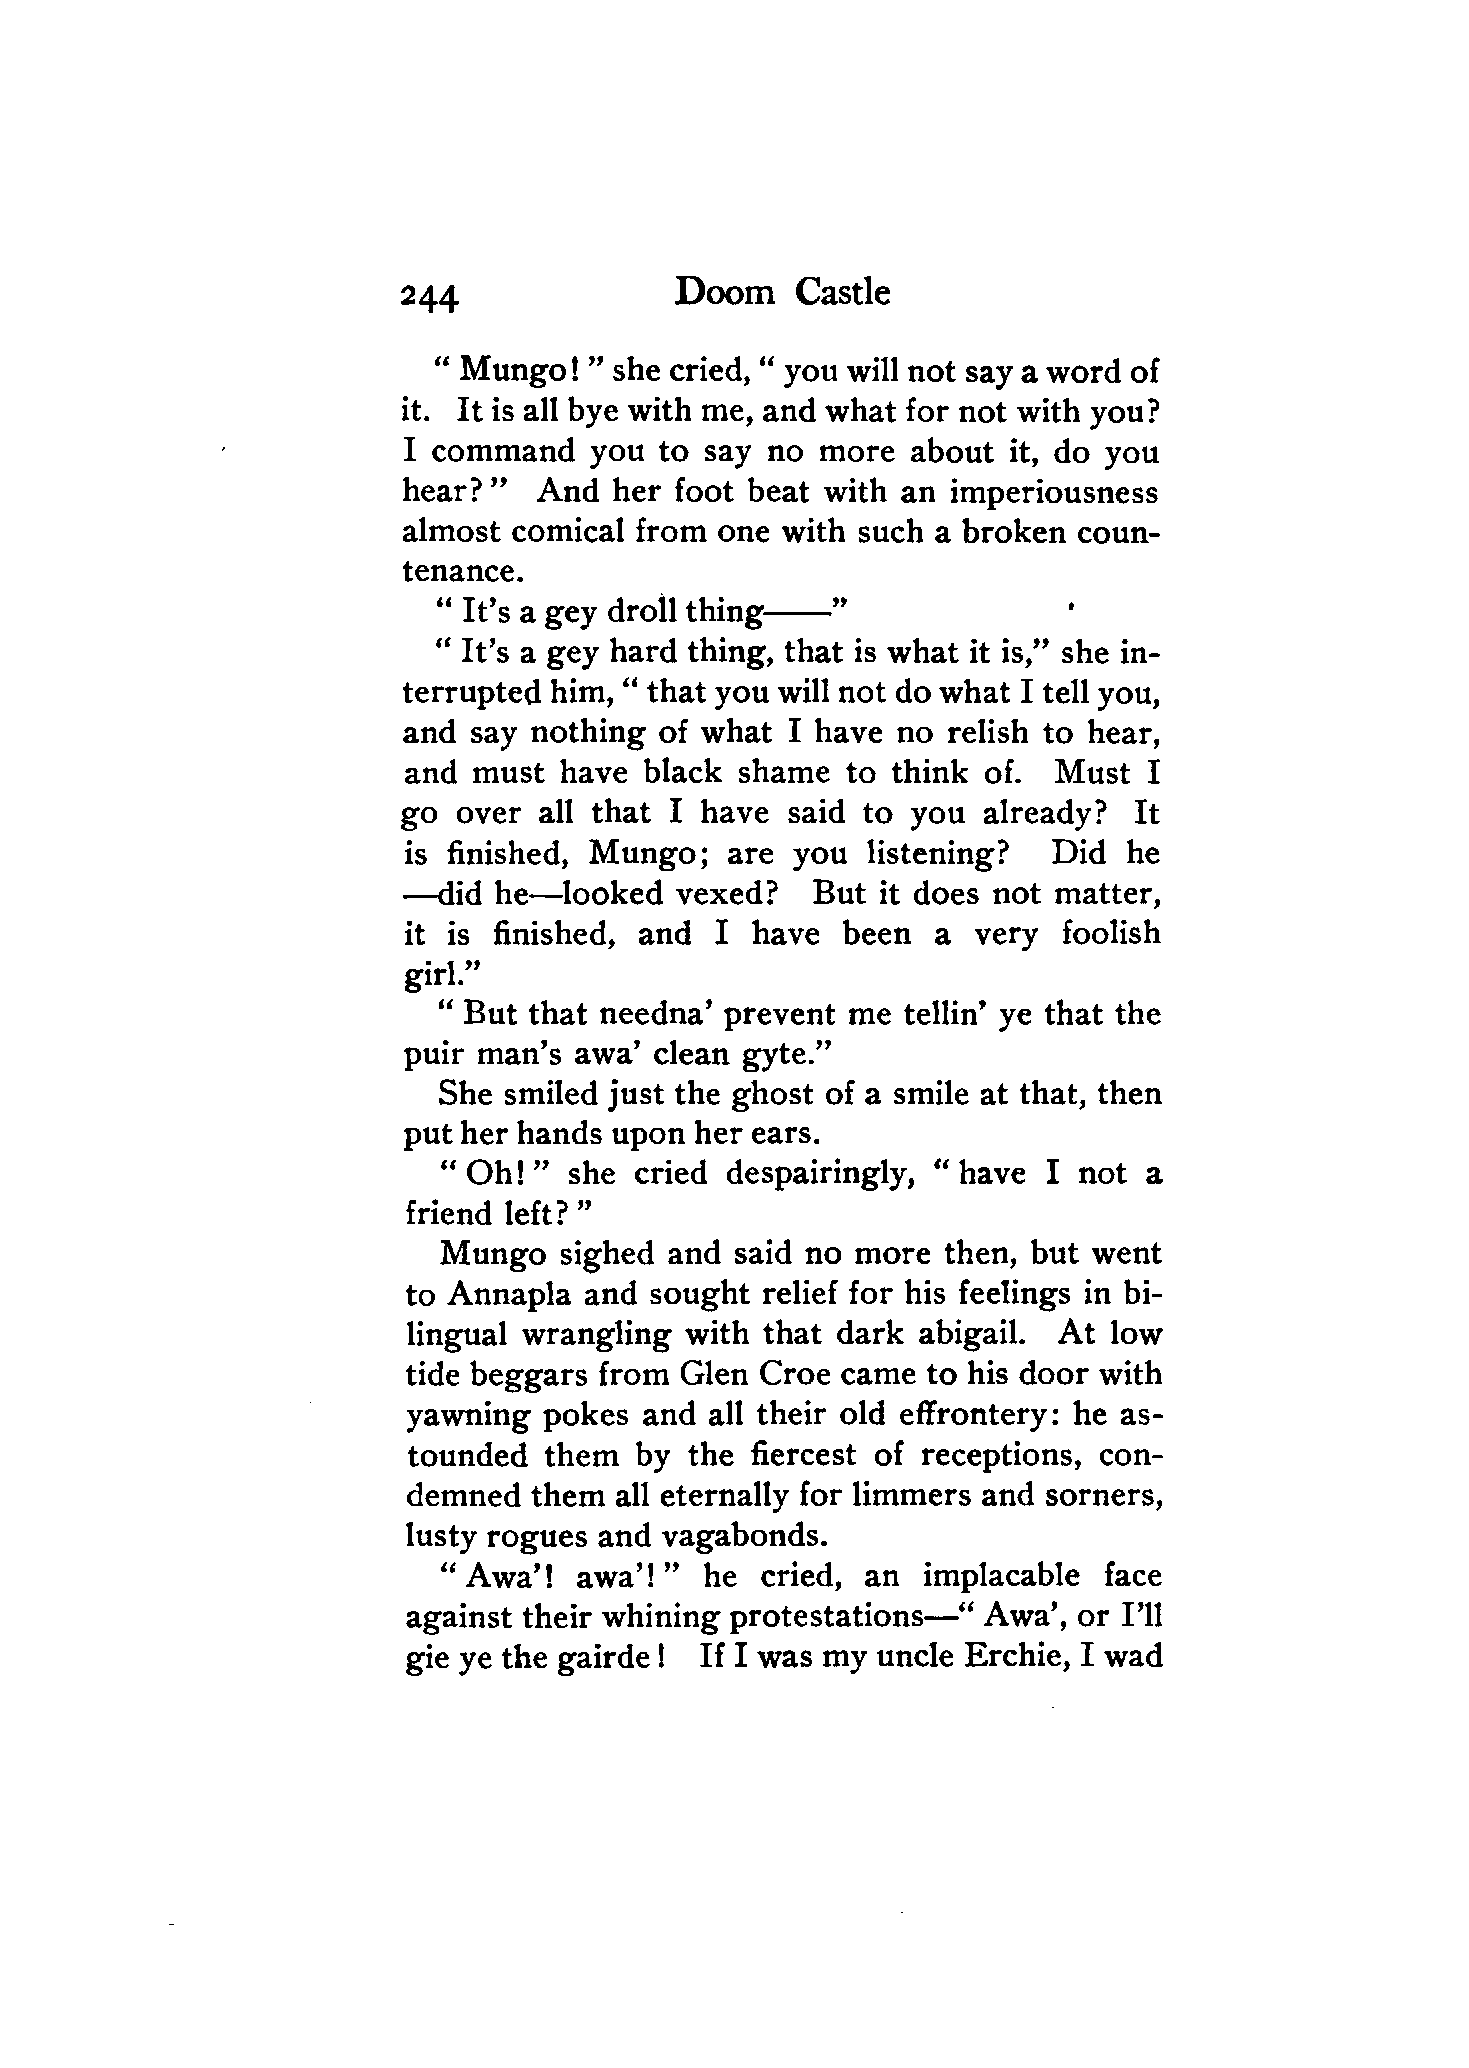 244 Doom Castle
“ Mungo! ” she cried, “ you will not say a word of
it. It is all bye with me, and what for not with you?
I command you to say no more about it, do you
hear? ” And her foot beat with an imperiousness
almost comical from one with such a broken coun-
tenance.
“ It’s a gey droll thing——”
“ It’s a gey hard thing, that is what it is,” she in-
terrupted him, “ that you will not do what I tell you,
and say nothing of what I have no relish to hear,
and must have black shame to think of. Must I
go over all that I have said to you already? It
is finished, Mungo; are you listening? Did he
—did he—looked vexed? But it does not matter,
it is finished, and I have been a very foolish
girl.”
“ But that needna’ prevent me tellin’ ye that the
puir man’s awa’ clean gyte.”
She smiled just the ghost of a smile at that, then
put her hands upon her ears.
“ Oh! ” she cried despairingly, “ have I not a
friend left? ”
Mungo sighed and said no more then, but went
to Annapla and sought relief for his feelings in bi-
lingual wrangling with that dark abigail. At low
tide beggars from Glen Croe came to his door with
yawning pokes and all their old effrontery: he as-
tounded them by the fiercest of receptions, con-
demned them all eternally for limmers and sorners,
lusty rogues and vagabonds.
“ Awa’! awa’! ” he cried, an implacable face
against their whining protestations—“ Awa’, or I’ll
gie ye the gairde! If I was my uncle Erchie, I wad